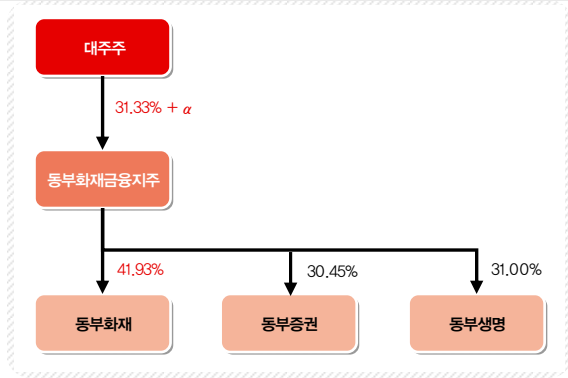 대주주
31.33% + α
동부화재금융지주
41.93%
30.45%
31.00%
동부화재
동부증권
동부생명